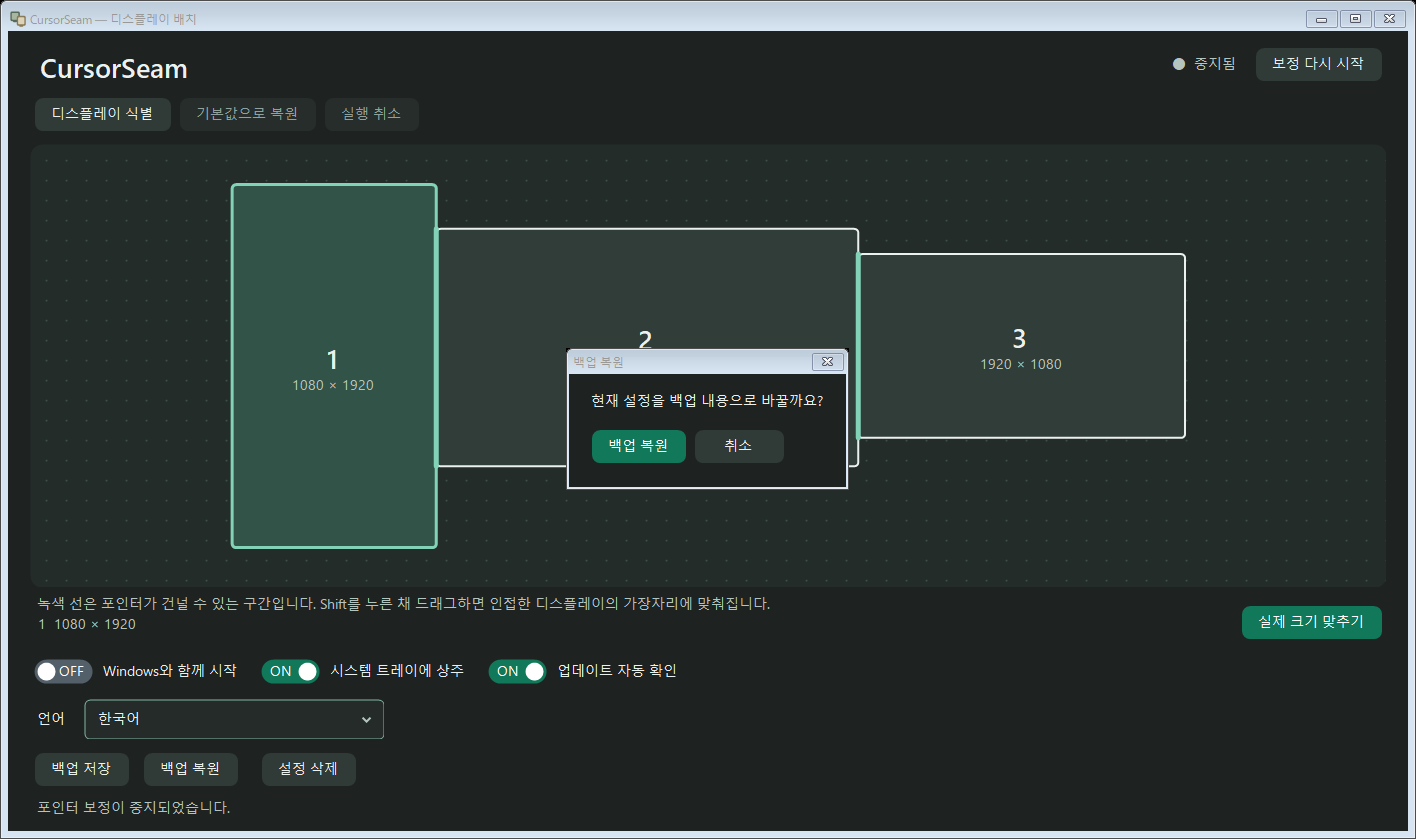 CursorSeam — 디스플레이 배치
CursorSeam
중지됨
보정 다시 시작
디스플레이 식별
기본값으로 복원
실행 취소
1
1080 × 1920
2
3
1920 × 1080
백업 복원
현재 설정을 백업 내용으로 바꿀까요?
백업 복원
취소
녹색 선은 포인터가 건널 수 있는 구간입니다. Shift를 누른 채 드래그하면 인접한 디스플레이의 가장자리에 맞춰집니다.
1 1080 × 1920
실제 크기 맞추기
OFF Windows와 함께 시작
ON 시스템 트레이에 상주
ON 업데이트 자동 확인
언어
한국어
백업 저장
백업 복원
설정 삭제
포인터 보정이 중지되었습니다.